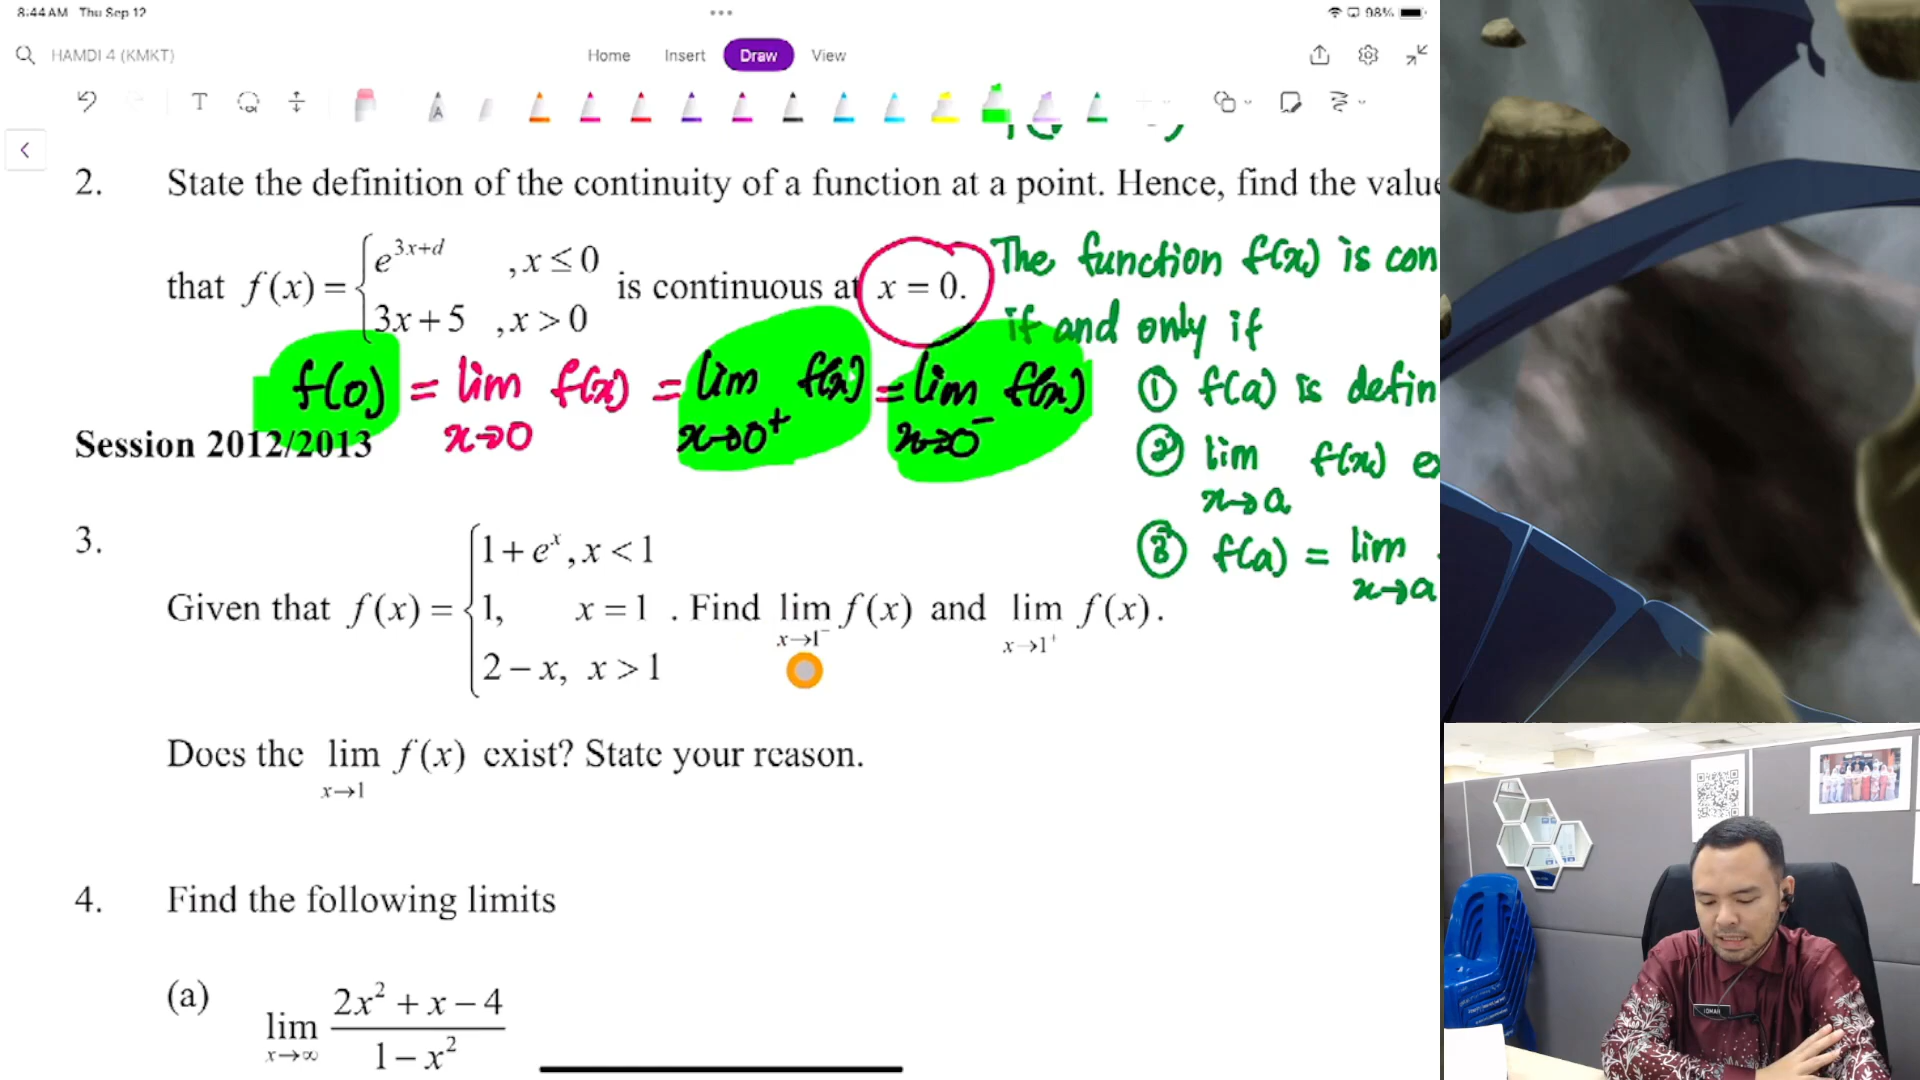 8:44 AM Thu Sep 12
98%
HAMDI 4 (KMKT)
Home Insert Draw View
2. State the definition of the continuity of a function at a point. Hence, find the value
that f(x) = { e^{3x+d} , x ≤ 0
3x + 5 , x > 0
is continuous at x = 0.
The function f(x) is con
if and only if
① f(a) is defin
② lim f(x) e
x→a
③ f(a) = lim
x→a
f(0) = lim f(x) = lim f(x) = lim f(x)
x→0 x→0⁺ x→0⁻
Session 2012/2013
3. Given that f(x) = { 1 + e^x , x < 1
1, x = 1
2 − x, x > 1
. Find lim f(x) and lim f(x).
x→1⁻ x→1⁺
Does the lim f(x) exist? State your reason.
x→1
4. Find the following limits
(a) lim 2x² + x − 4
x→∞ 1 − x²